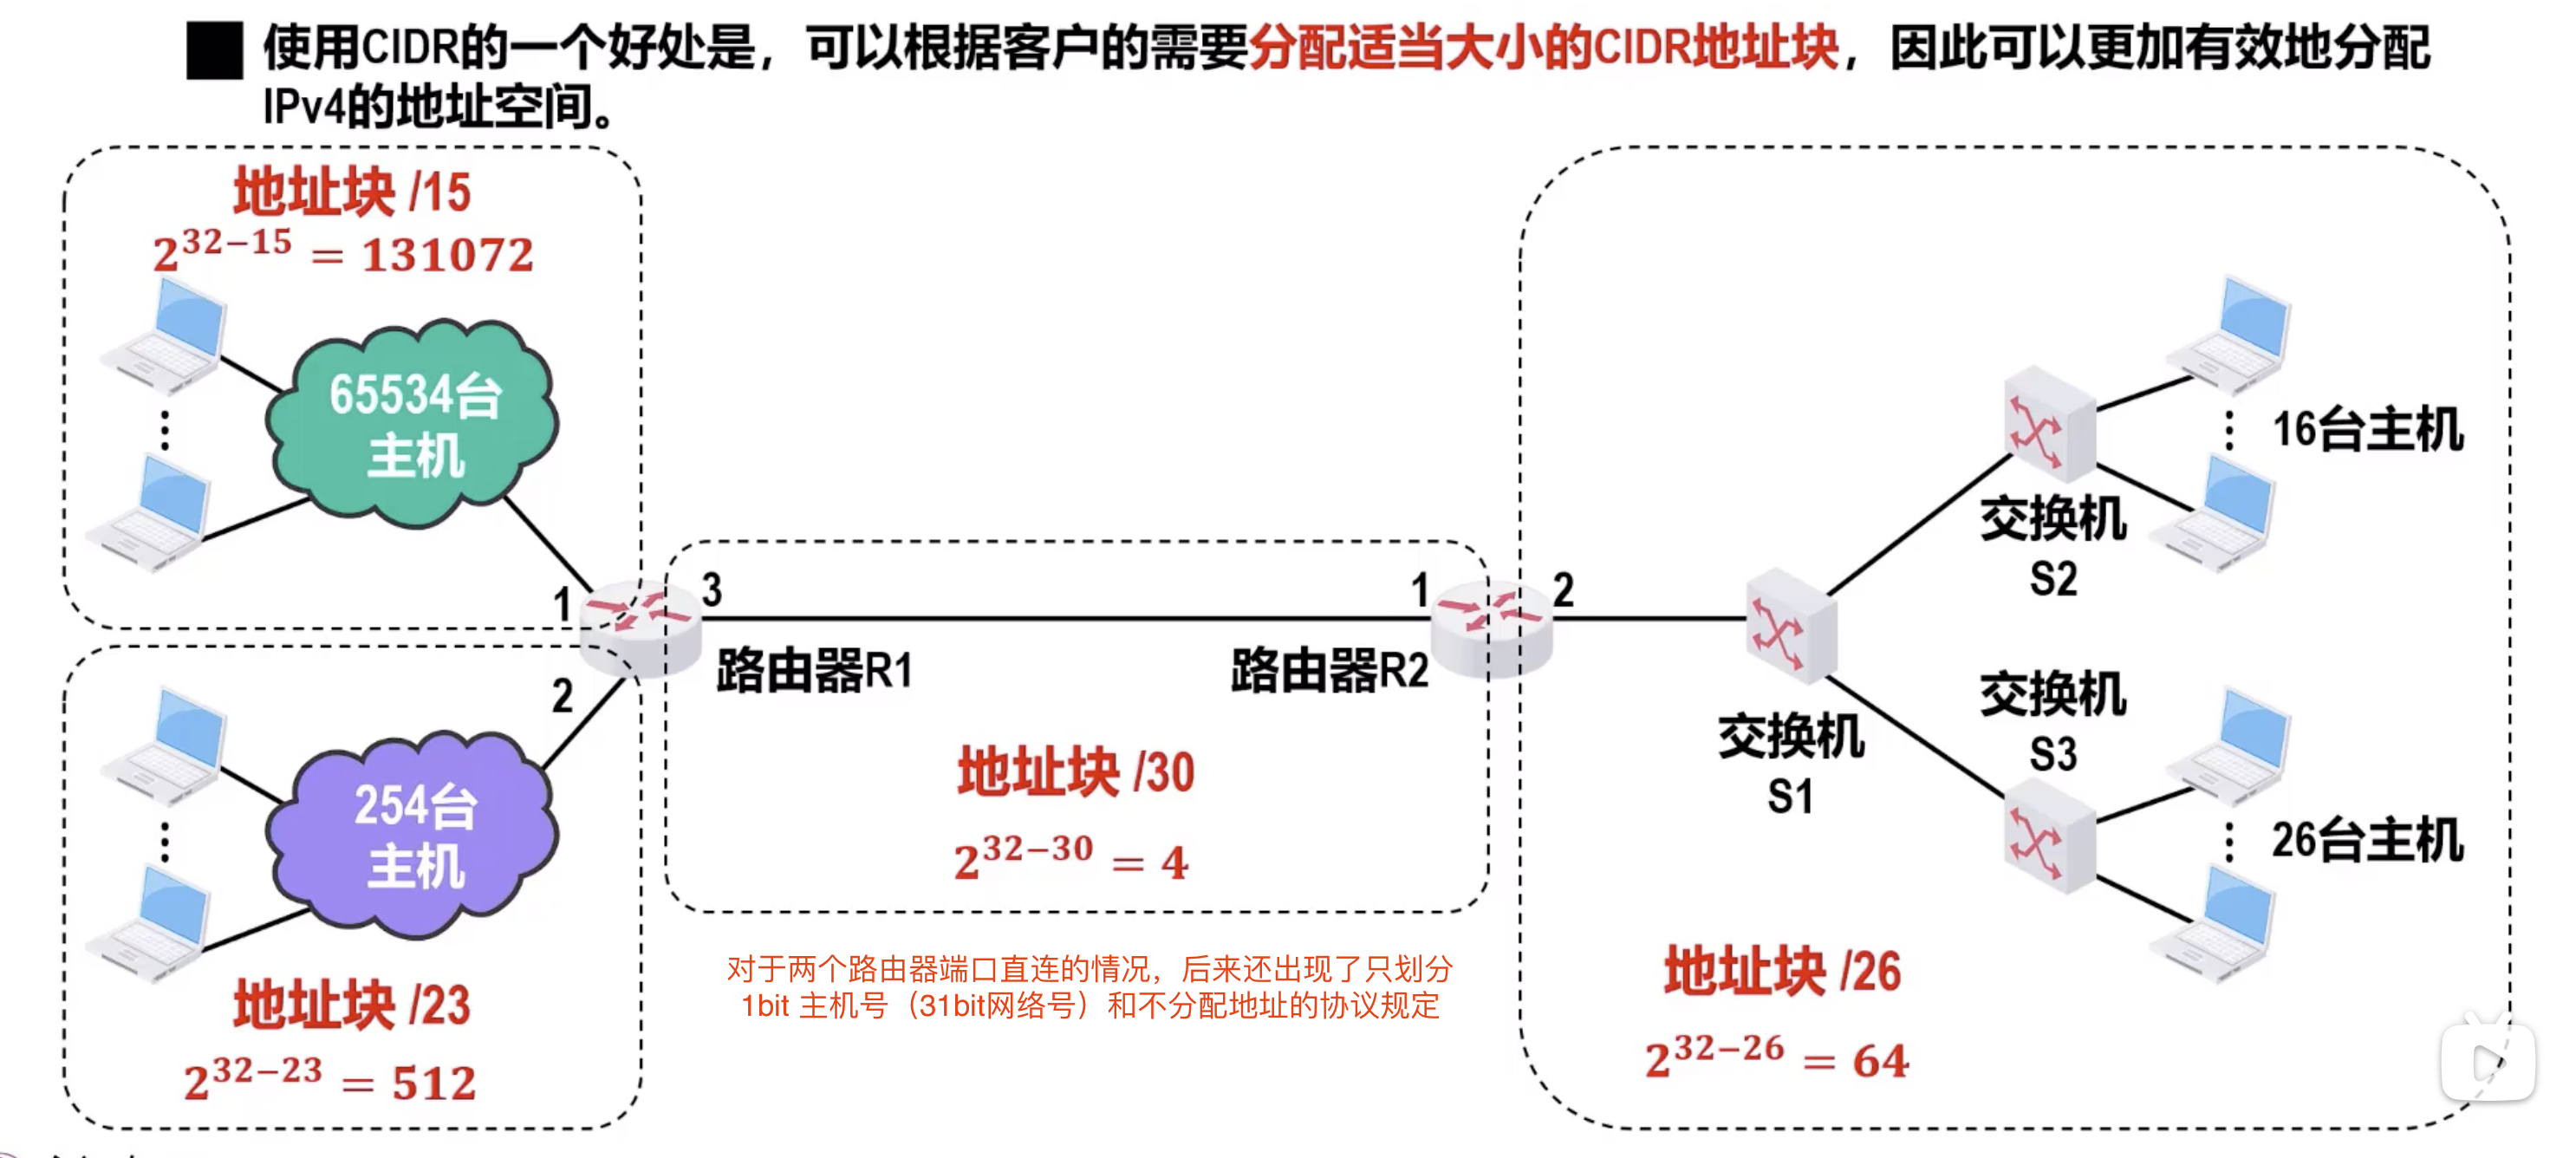 使用CIDR的一个好处是，可以根据客户的需要分配适当大小的CIDR地址块，因此可以更加有效地分配
IPv4的地址空间。
地址块 /15
2^{32−15} = 131072
65534台
主机
1
2
3
路由器R1
254台
主机
地址块 /23
2^{32−23} = 512
1
路由器R2
2
地址块 /30
2^{32−30} = 4
对于两个路由器端口直连的情况，后来还出现了只划分
1bit 主机号（31bit网络号）和不分配地址的协议规定
16台主机
交换机
S2
交换机
S1
交换机
S3
26台主机
地址块 /26
2^{32−26} = 64